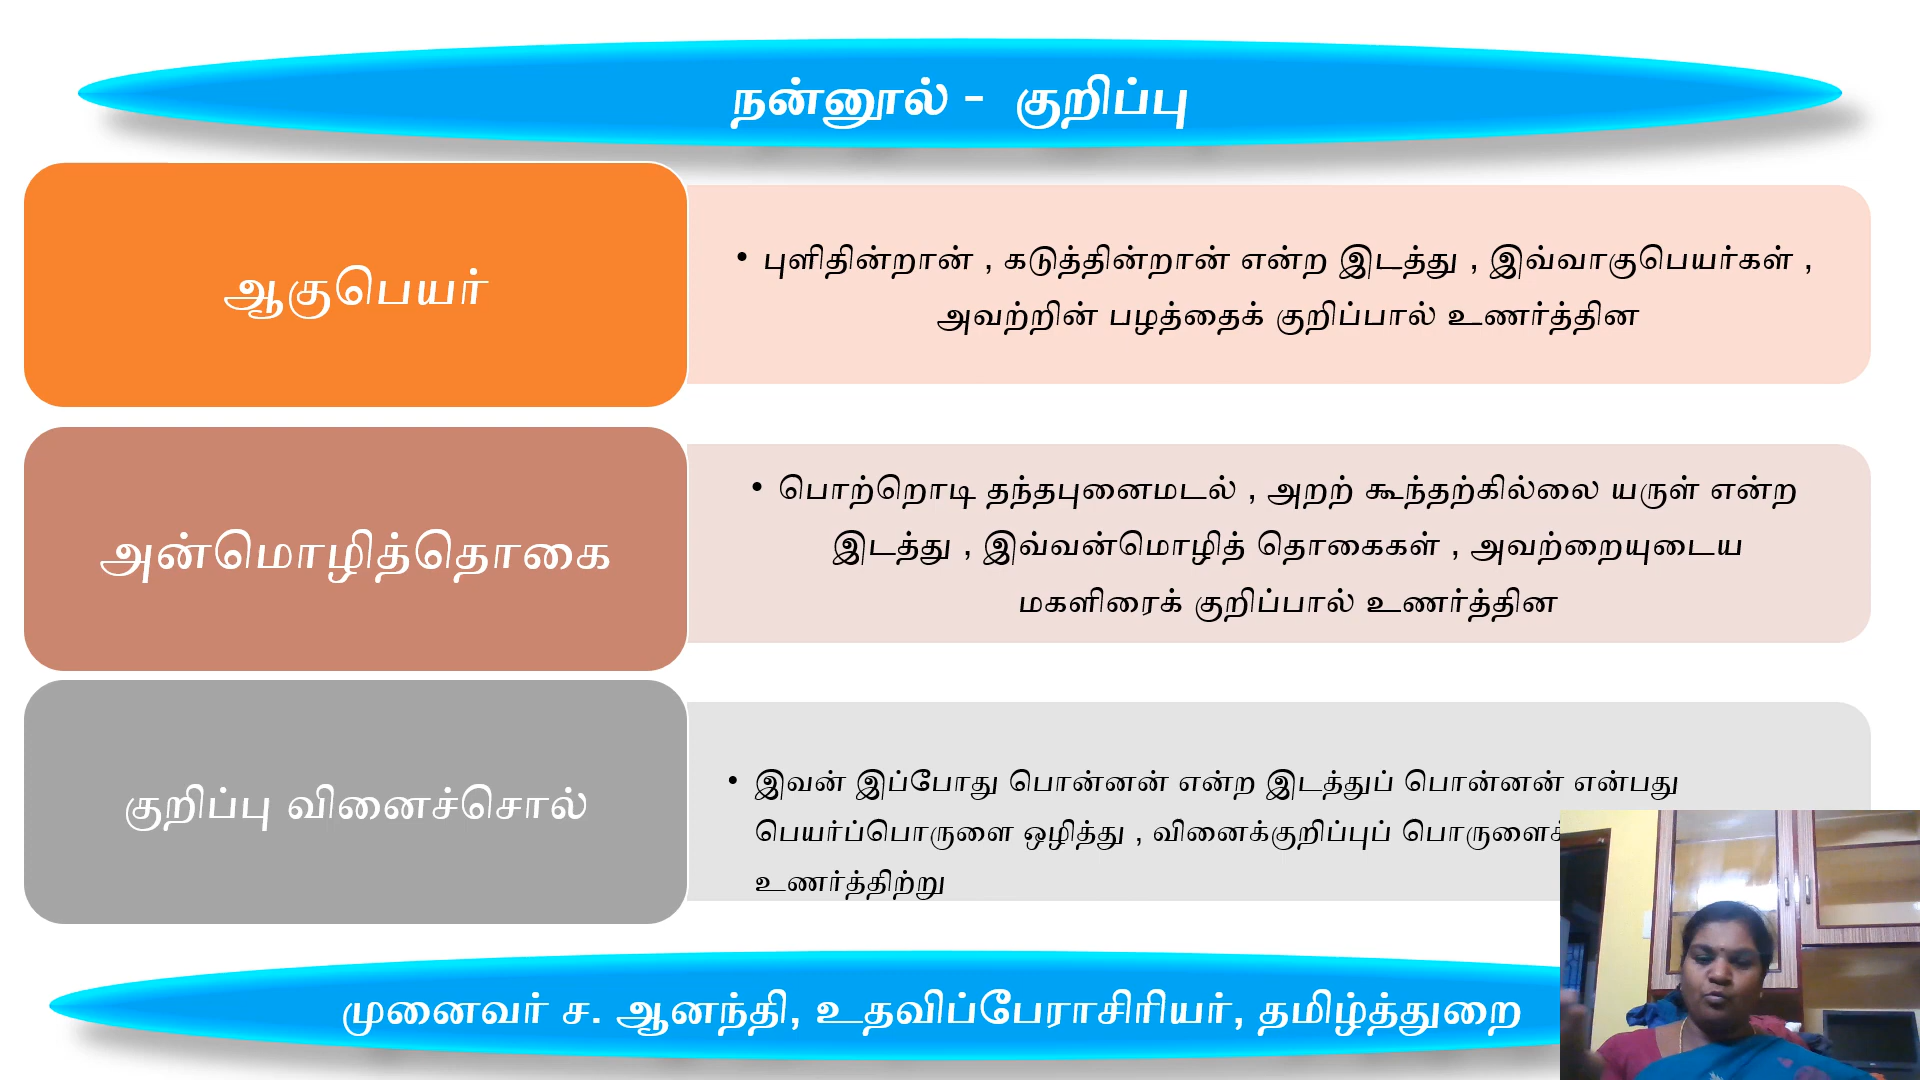 நன்னூல் - குறிப்பு
ஆகுபெயர்
• புளிதின்றான் , கடுத்தின்றான் என்ற இடத்து , இவ்வாகுபெயர்கள் ,
அவற்றின் பழத்தைக் குறிப்பால் உணர்த்தின
அன்மொழித்தொகை
• பொற்றொடி தந்தபுனைமடல் , அறற் கூந்தற்கில்லை யருள் என்ற
இடத்து , இவ்வன்மொழித் தொகைகள் , அவற்றையுடைய
மகளிரைக் குறிப்பால் உணர்த்தின
குறிப்பு வினைச்சொல்
• இவன் இப்போது பொன்னன் என்ற இடத்துப் பொன்னன் என்பது
பெயர்ப்பொருளை ஒழித்து , வினைக்குறிப்புப் பொருளைக்
உணர்த்திற்று
முனைவர் ச. ஆனந்தி, உதவிப்பேராசிரியர், தமிழ்த்துறை